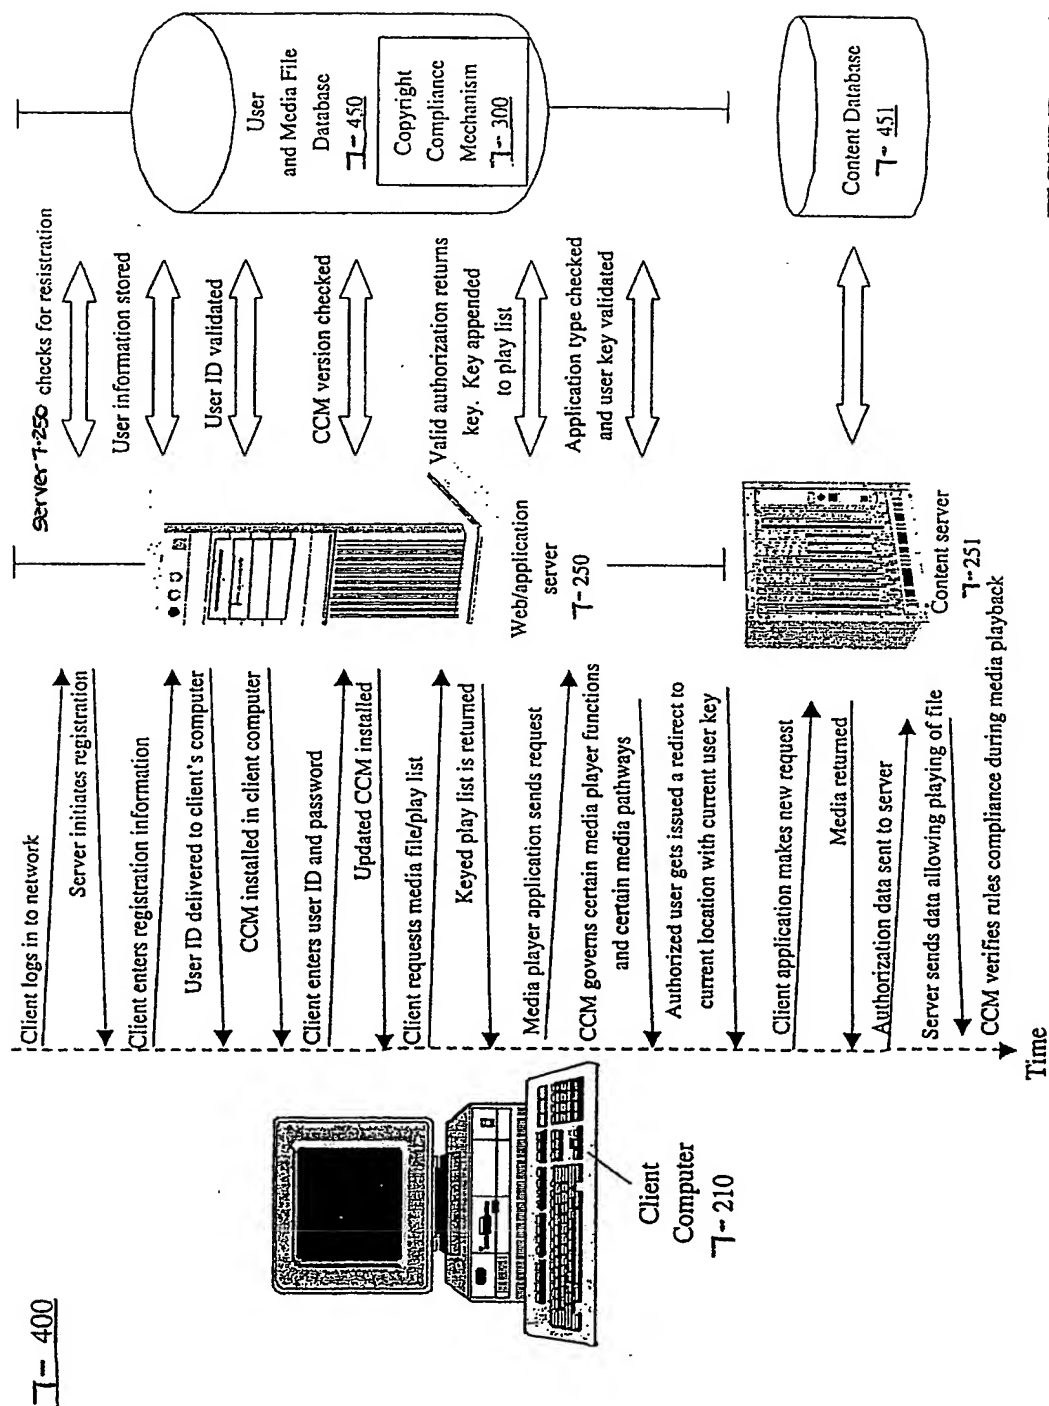 7-400
Client
Computer
7-210
Client logs in to network
Server initiates registration
Client enters registration information
User ID delivered to client's computer
CCM installed in client computer
Client enters user ID and password
Updated CCM installed
Client requests media file/play list
Keyed play list is returned
Media player application sends request
CCM governs certain media player functions
and certain media pathways
Authorized user gets issued a redirect to
current location with current user key
Client application makes new request
Media returned
Authorization data sent to server
Server sends data allowing playing of file
CCM verifies rules compliance during media playback
Time
Web/application
server
7-250
Content server
7-251
Server 7-250 checks for resistration
User information stored
User ID validated
CCM version checked
Valid authorization returns
key. Key appended
to play list
Application type checked
and user key validated
User
and Media File
Database
7-450
Copyright
Compliance
Mechanism
7-300
Content Database
7-451